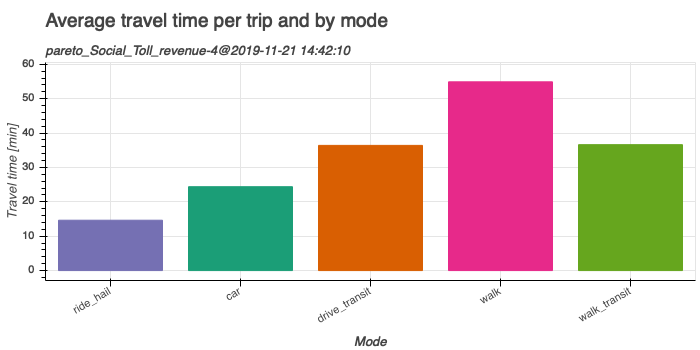 Average travel time per trip and by mode
pareto_Social_Toll_revenue-4@2019-11-21 14:42:10
60
50
40
30
20
10
0
Travel time [min]
ride_hail
car
drive_transit
walk
walk_transit
Mode